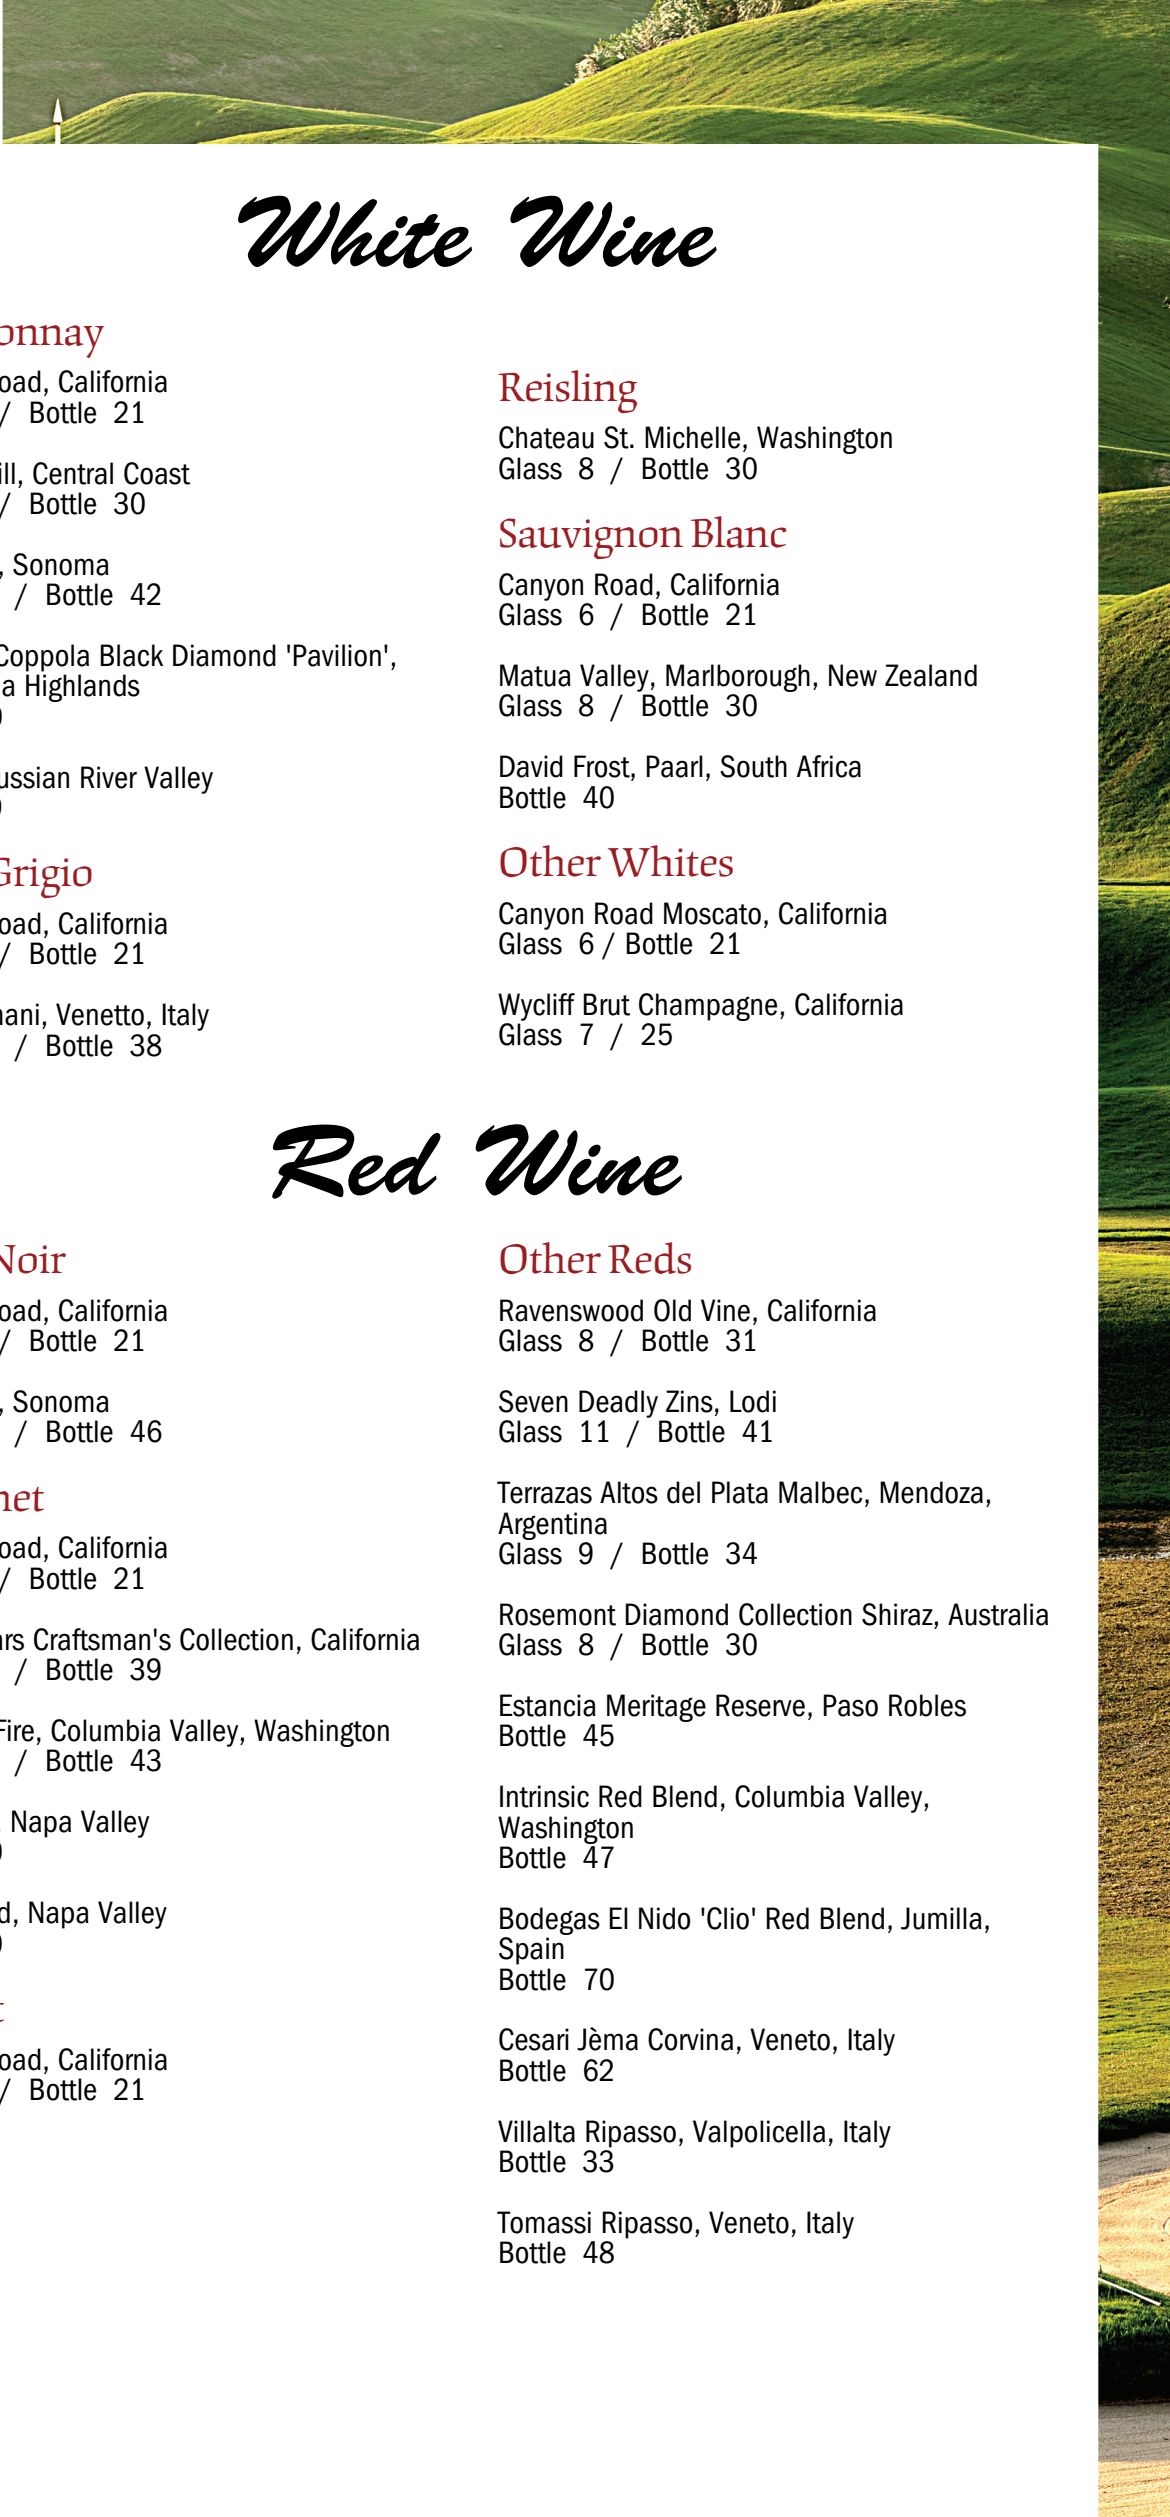 White Wine
onnay
oad, California
/ Bottle 21
ill, Central Coast
/ Bottle 30
, Sonoma
/ Bottle 42
Coppola Black Diamond 'Pavilion',
a Highlands
ussian River Valley
Grigio
oad, California
/ Bottle 21
nani, Venetto, Italy
/ Bottle 38
Reisling
Chateau St. Michelle, Washington
Glass 8 / Bottle 30
Sauvignon Blanc
Canyon Road, California
Glass 6 / Bottle 21
Matua Valley, Marlborough, New Zealand
Glass 8 / Bottle 30
David Frost, Paarl, South Africa
Bottle 40
Other Whites
Canyon Road Moscato, California
Glass 6 / Bottle 21
Wycliff Brut Champagne, California
Glass 7 / 25
Red Wine
Noir
oad, California
/ Bottle 21
, Sonoma
/ Bottle 46
net
oad, California
/ Bottle 21
ars Craftsman's Collection, California
/ Bottle 39
Fire, Columbia Valley, Washington
/ Bottle 43
Napa Valley
d, Napa Valley
t
oad, California
/ Bottle 21
Other Reds
Ravenswood Old Vine, California
Glass 8 / Bottle 31
Seven Deadly Zins, Lodi
Glass 11 / Bottle 41
Terrazas Altos del Plata Malbec, Mendoza,
Argentina
Glass 9 / Bottle 34
Rosemont Diamond Collection Shiraz, Australia
Glass 8 / Bottle 30
Estancia Meritage Reserve, Paso Robles
Bottle 45
Intrinsic Red Blend, Columbia Valley,
Washington
Bottle 47
Bodegas El Nido 'Clio' Red Blend, Jumilla,
Spain
Bottle 70
Cesari Jèma Corvina, Veneto, Italy
Bottle 62
Villalta Ripasso, Valpolicella, Italy
Bottle 33
Tomassi Ripasso, Veneto, Italy
Bottle 48